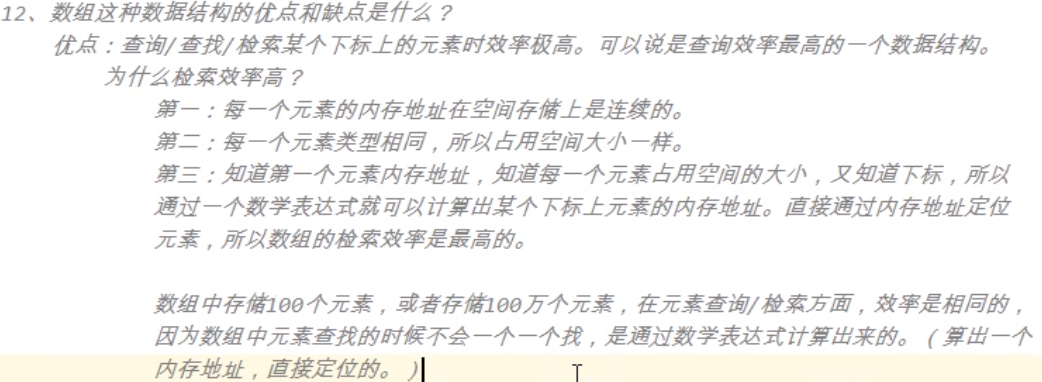 12、数组这种数据结构的优点和缺点是什么？
优点：查询/查找/检索某个下标上的元素时效率极高。可以说是查询效率最高的一个数据结构。
为什么检索效率高？
第一：每一个元素的内存地址在空间存储上是连续的。
第二：每一个元素类型相同，所以占用空间大小一样。
第三：知道第一个元素内存地址，知道每一个元素占用空间的大小，又知道下标，所以
通过一个数学表达式就可以计算出某个下标上元素的内存地址。直接通过内存地址定位
元素，所以数组的检索效率是最高的。
数组中存储100个元素，或者存储100万个元素，在元素查询/检索方面，效率是相同的，
因为数组中元素查找的时候不会一个一个找，是通过数学表达式计算出来的。（算出一个
内存地址，直接定位的。）